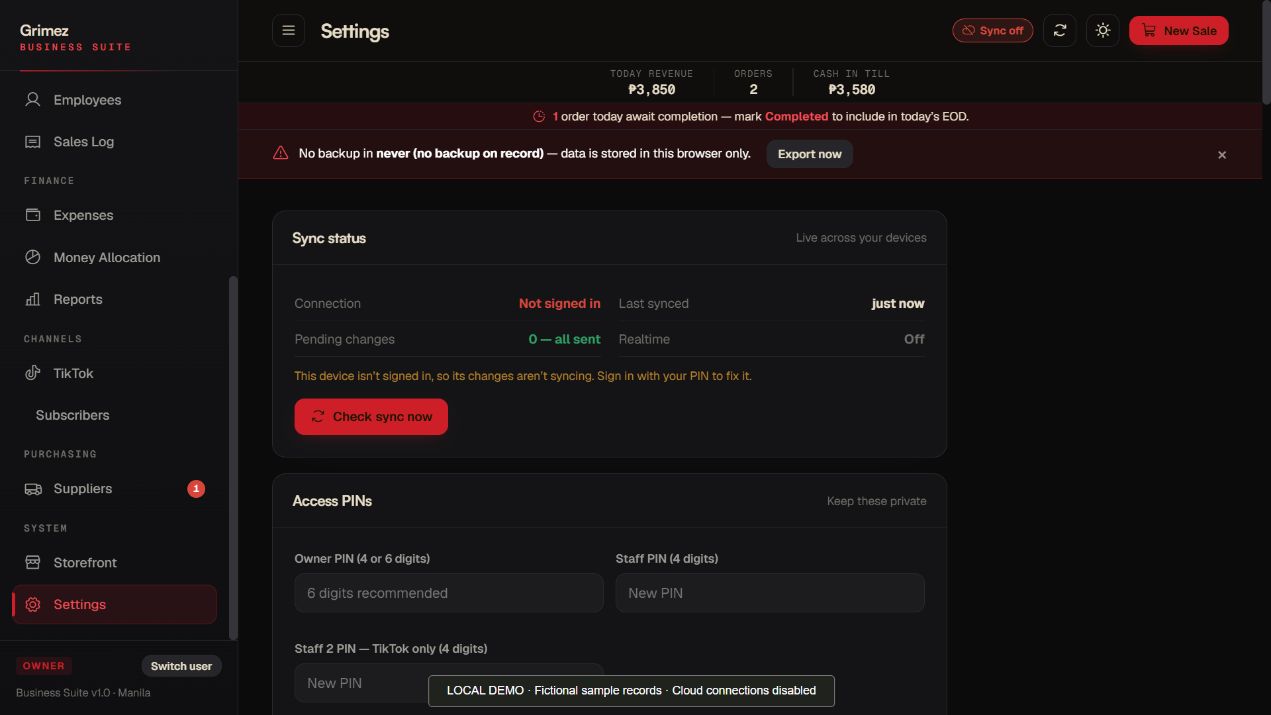 Grimez
BUSINESS SUITE
Employees
Sales Log
FINANCE
Expenses
Money Allocation
Reports
CHANNELS
TikTok
Subscribers
PURCHASING
Suppliers 1
SYSTEM
Storefront
Settings
OWNER Switch user
Business Suite v1.0 · Manila
Settings
Sync off
New Sale
TODAY REVENUE ORDERS CASH IN TILL
₱3,850 2 ₱3,580
1 order today await completion — mark Completed to include in today's EOD.
No backup in never (no backup on record) — data is stored in this browser only. Export now ×
Sync status Live across your devices
Connection Not signed in Last synced just now
Pending changes 0 — all sent Realtime Off
This device isn't signed in, so its changes aren't syncing. Sign in with your PIN to fix it.
Check sync now
Access PINs Keep these private
Owner PIN (4 or 6 digits) Staff PIN (4 digits)
6 digits recommended New PIN
Staff 2 PIN — TikTok only (4 digits)
New PIN
LOCAL DEMO · Fictional sample records · Cloud connections disabled